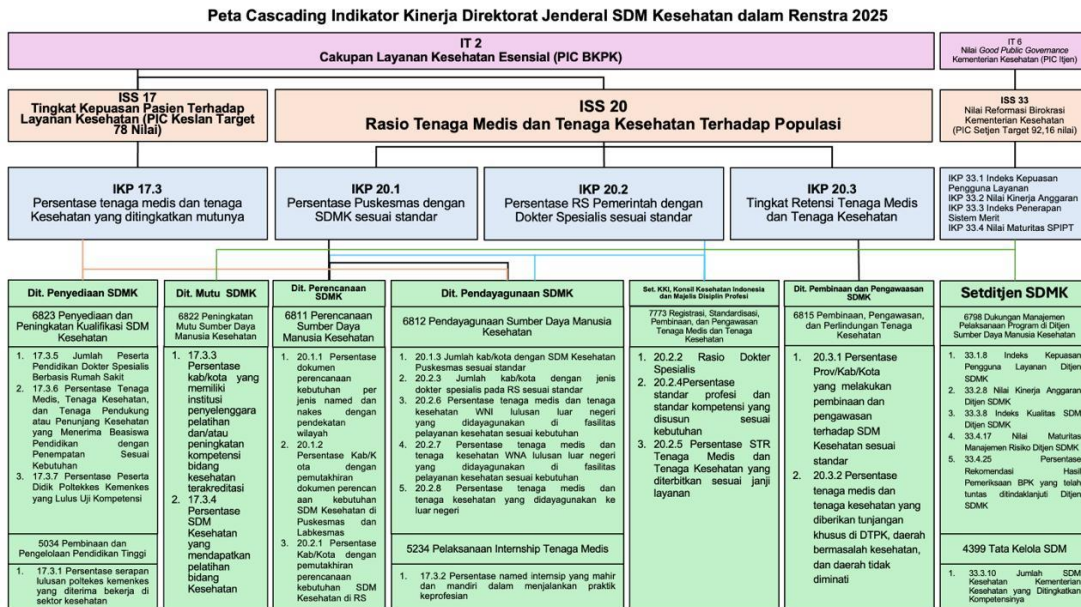 Peta Cascading Indikator Kinerja Direktorat Jenderal SDM Kesehatan dalam Renstra 2025
IT 2
Cakupan Layanan Kesehatan Esensial (PIC BKPK)
IT 6
Nilai Good Public Governance
Kementerian Kesehatan (PIC Itjen)
ISS 17
Tingkat Kepuasan Pasien Terhadap
Layanan Kesehatan (PIC Keslan Target
78 Nilai)
ISS 20
Rasio Tenaga Medis dan Tenaga Kesehatan Terhadap Populasi
ISS 33
Nilai Reformasi Birokrasi
Kementerian Kesehatan
(PIC Setjen Target 92,16 nilai)
IKP 17.3
Persentase tenaga medis dan tenaga
Kesehatan yang ditingkatkan mutunya
IKP 20.1
Persentase Puskesmas dengan
SDMK sesuai standar
IKP 20.2
Persentase RS Pemerintah dengan
Dokter Spesialis sesuai standar
IKP 20.3
Tingkat Retensi Tenaga Medis
dan Tenaga Kesehatan
IKP 33.1 Indeks Kepuasan
Pengguna Layanan
IKP 33.2 Nilai Kinerja Anggaran
IKP 33.3 Indeks Penerapan
Sistem Merit
IKP 33.4 Nilai Maturitas SPIPT
Dit. Penyediaan SDMK
6823 Penyediaan dan
Peningkatan Kualifikasi SDM
Kesehatan
1. 17.3.5 Jumlah Peserta
Pendidikan Dokter Spesialis
Berbasis Rumah Sakit
2. 17.3.6 Persentase Tenaga
Medis, Tenaga Kesehatan,
dan Tenaga Pendukung
atau Penunjang Kesehatan
yang Menerima Beasiswa
Pendidikan dengan
Penempatan Sesuai
Kebutuhan
3. 17.3.7 Persentase Peserta
Didik Poltekkes Kemenkes
yang Lulus Uji Kompetensi
5034 Pembinaan dan
Pengelolaan Pendidikan Tinggi
1. 17.3.1 Persentase serapan
lulusan poltekes kemenkes
yang diterima bekerja di
sektor kesehatan
Dit. Mutu SDMK
6822 Peningkatan
Mutu Sumber Daya
Manusia Kesehatan
1. 17.3.3
Persentase
kab/kota yang
memiliki
institusi
penyelenggara
pelatihan
dan/atau
peningkatan
kompetensi
bidang
kesehatan
terakreditasi
2. 17.3.4
Persentase
SDM
Kesehatan
yang
mendapatkan
pelatihan
bidang
Kesehatan
Dit. Perencanaan
SDMK
6811 Perencanaan
Sumber Daya
Manusia Kesehatan
1. 20.1.1 Persentase
dokumen
perencanaan
kebutuhan per
jenis named dan
nakes dengan
pendekatan
wilayah
2. 20.1.2
Persentase Kab/K
ota dengan
pemutakhiran
dokumen perencan
aan kebutuhan
SDM Kesehatan di
Puskesmas dan
Labkesmas
3. 20.2.1 Persentase
Kab/Kota dengan
pemutakhiran
perencanaan
kebutuhan SDM
Kesehatan di RS
Dit. Pendayagunaan SDMK
6812 Pendayagunaan Sumber Daya Manusia
Kesehatan
1. 20.1.3 Jumlah kab/kota dengan SDM Kesehatan
Puskesmas sesuai standar
2. 20.2.3 Jumlah kab/kota dengan jenis
dokter spesialis pada RS sesuai standar
3. 20.2.6 Persentase tenaga medis dan tenaga
kesehatan WNI lulusan luar negeri
yang didayagunakan di fasilitas
pelayanan kesehatan sesuai kebutuhan
4. 20.2.7 Persentase tenaga medis dan
tenaga kesehatan WNA lulusan luar negeri
yang didayagunakan di fasilitas
pelayanan kesehatan sesuai kebutuhan
5. 20.2.8 Persentase tenaga medis dan
tenaga kesehatan yang didayagunakan ke
luar negeri
5234 Pelaksanaan Internship Tenaga Medis
1. 17.3.2 Persentase named internsip yang mahir
dan mandiri dalam menjalankan praktik
keprofesian
Set. KKI, Konsil Kesehatan Indonesia
dan Majelis Disiplin Profesi
7773 Registrasi, Standardisasi,
Pembinaan, dan Pengawasan
Tenaga Medis dan Tenaga
Kesehatan
1. 20.2.2 Rasio Dokter
Spesialis
2. 20.2.4Persentase
standar profesi dan
standar kompetensi yang
disusun sesuai
kebutuhan
3. 20.2.5 Persentase STR
Tenaga Medis dan
Tenaga Kesehatan yang
diterbitkan sesuai janji
layanan
Dit. Pembinaan dan Pengawaasan
SDMK
6815 Pembinaan, Pengawasan,
dan Perlindungan Tenaga
Kesehatan
1. 20.3.1 Persentase
Prov/Kab/Kota
yang melakukan
pembinaan dan
pengawasan
terhadap SDM
Kesehatan sesuai
standar
2. 20.3.2 Persentase
tenaga medis dan
tenaga kesehatan yang
diberikan tunjangan
khusus di DTPK, daerah
bermasalah kesehatan,
dan daerah tidak
diminati
Setditjen SDMK
6798 Dukungan Manajemen
Pelaksanaan Program di Ditjen
Sumber Daya Manusia Kesehatan
1. 33.1.8 Indeks Kepuasan
Pengguna Layanan Ditjen
SDMK
2. 33.2.8 Nilai Kinerja Anggaran
Ditjen SDMK
3. 33.3.8 Indeks Kualitas SDM
Ditjen SDMK
4. 33.4.17 Nilai Maturitas
Manajemen Risiko Ditjen SDMK
5. 33.4.25 Persentase
Rekomendasi Hasil
Pemeriksaan BPK yang telah
tuntas ditindaklanjuti Ditjen
SDMK
4399 Tata Kelola SDM
1. 33.3.10 Jumlah SDM
Kesehatan Kementerian
Kesehatan yang Ditingkatkan
Kompetensinya